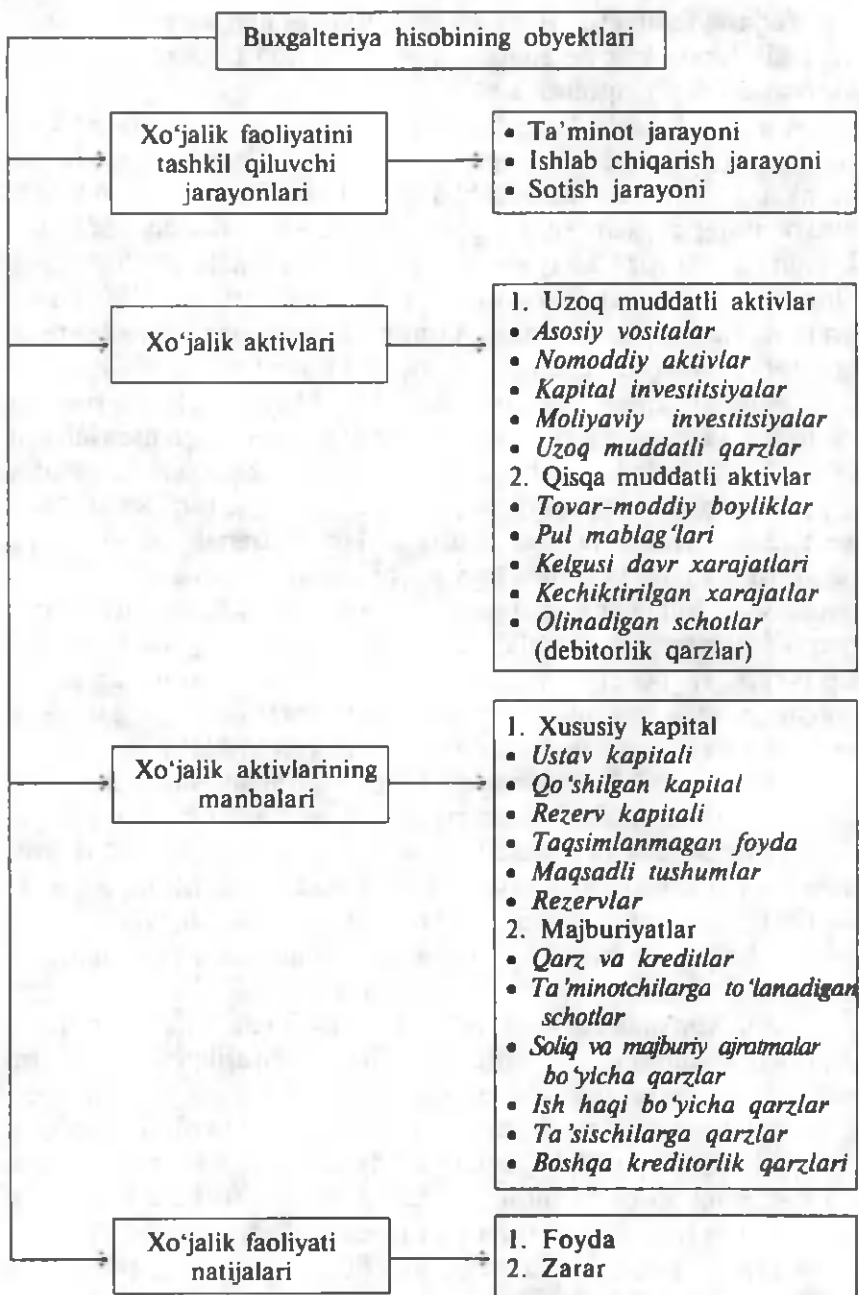 Buxgalteriya hisobining obyektlari
Xo‘jalik faoliyatini
tashkil qiluvchi
jarayonlari
• Ta’minot jarayoni
• Ishlab chiqarish jarayoni
• Sotish jarayoni
Xo‘jalik aktivlari
1. Uzoq muddatli aktivlar
• Asosiy vositalar
• Nomoddiy aktivlar
• Kapital investitsiyalar
• Moliyaviy investitsiyalar
• Uzoq muddatli qarzlar
2. Qisqa muddatli aktivlar
• Tovar-moddiy boyliklar
• Pul mablag‘lari
• Kelgusi davr xarajatlari
• Kechiktirilgan xarajatlar
• Olinadigan schotlar
(debitorlik qarzlar)
Xo‘jalik aktivlarining
manbalari
1. Xususiy kapital
• Ustav kapitali
• Qo‘shilgan kapital
• Rezerv kapitali
• Taqsimlanmagan foyda
• Maqsadli tushumlar
• Rezervlar
2. Majburiyatlar
• Qarz va kreditlar
• Ta’minotchilarga to‘lanadigan
schotlar
• Soliq va majburiy ajratmalar
bo‘yicha qarzlar
• Ish haqi bo‘yicha qarzlar
• Ta’sischilarga qarzlar
• Boshqa kreditorlik qarzlari
Xo‘jalik faoliyati
natijalari
1. Foyda
2. Zarar